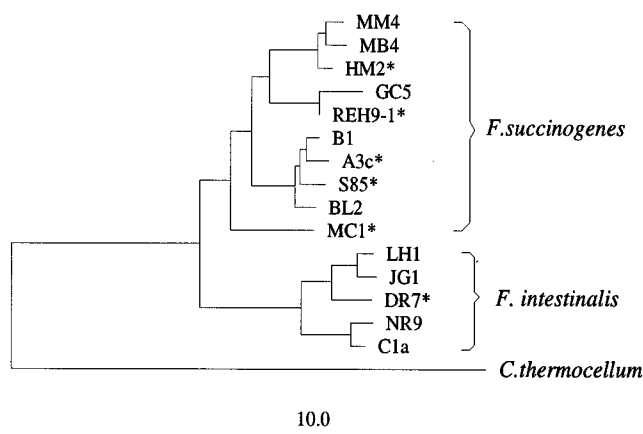 MM4
MB4
HM2*
GC5
REH9-1*
B1
A3c*
S85*
BL2
MC1*
F.succinogenes
LH1
JG1
DR7*
NR9
C1a
F. intestinalis
C.thermocellum
10.0